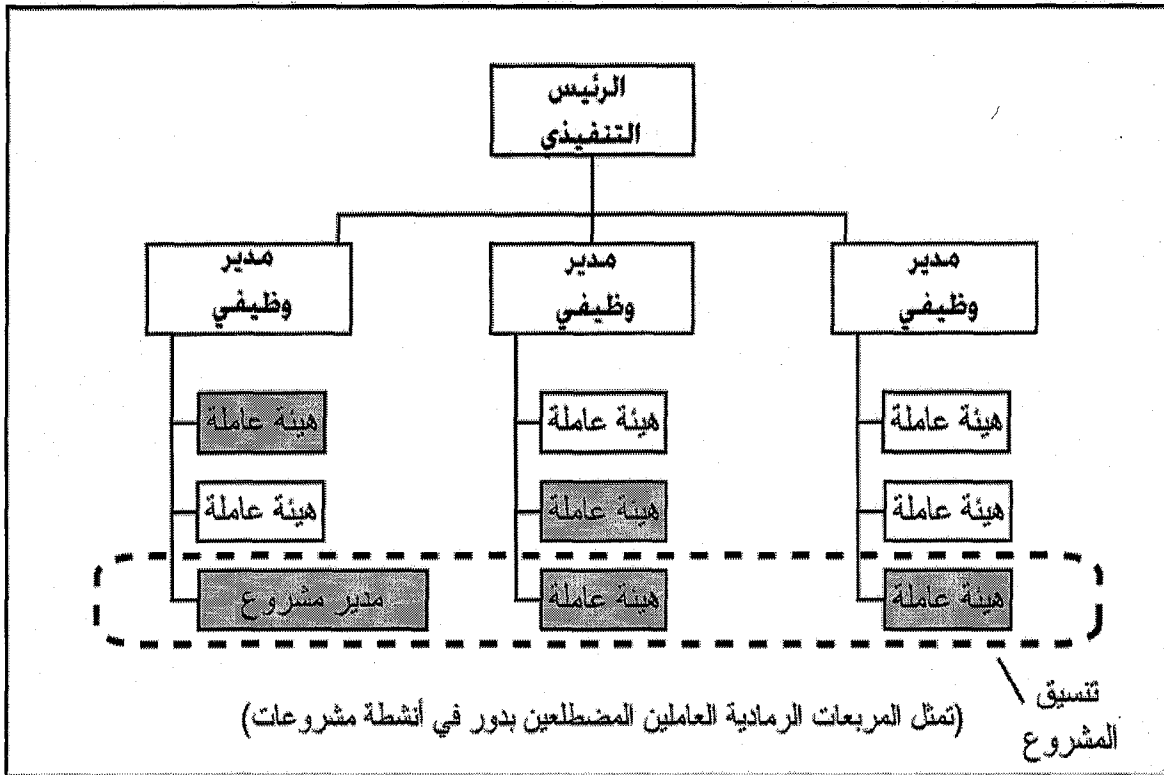 الرئيس
التنفيذي
مدير
وظيفي
مدير
وظيفي
مدير
وظيفي
هيئة عاملة
هيئة عاملة
هيئة عاملة
هيئة عاملة
هيئة عاملة
هيئة عاملة
هيئة عاملة
هيئة عاملة
مدير مشروع
تنسيق
المشروع
(تمثل المربعات الرمادية العاملين المضطلعين بدور في أنشطة مشروعات)